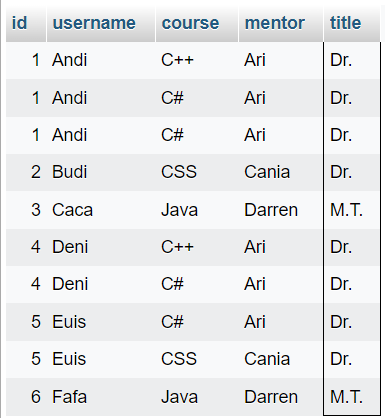 id username course mentor title
1 Andi C++ Ari Dr.
1 Andi C# Ari Dr.
1 Andi C# Ari Dr.
2 Budi CSS Cania Dr.
3 Caca Java Darren M.T.
4 Deni C++ Ari Dr.
4 Deni C# Ari Dr.
5 Euis C# Ari Dr.
5 Euis CSS Cania Dr.
6 Fafa Java Darren M.T.